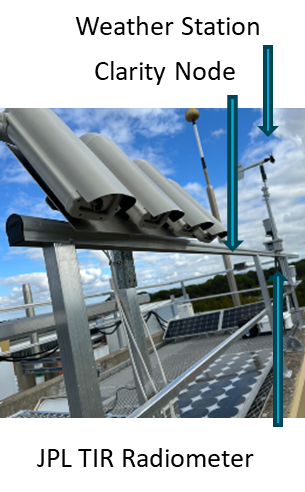 Weather Station
Clarity Node
JPL TIR Radiometer